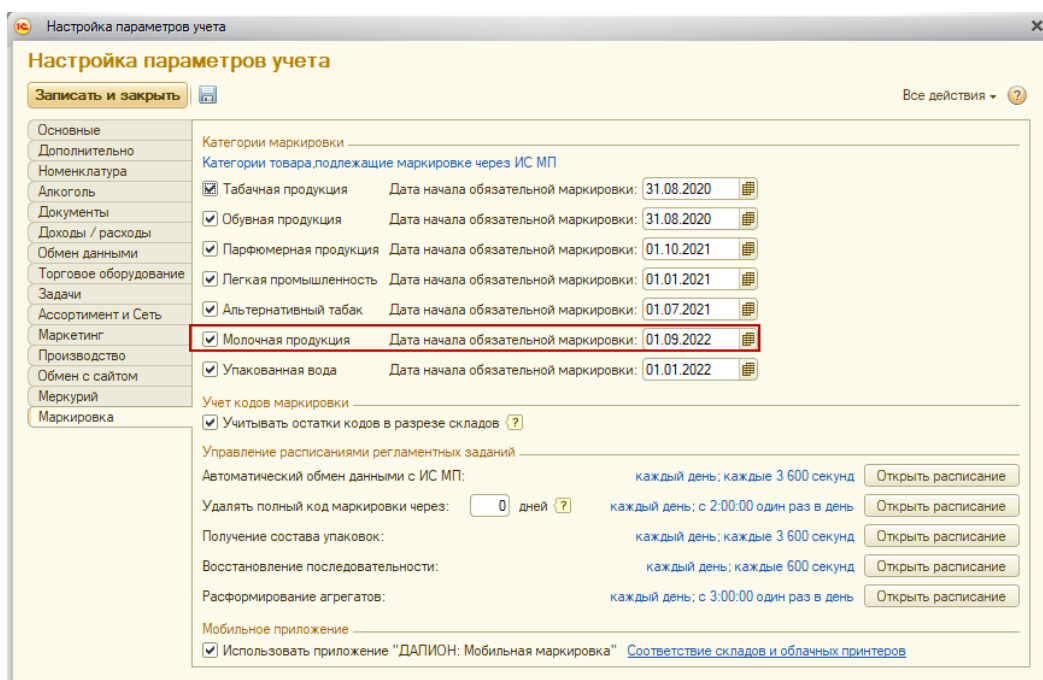 1С Настройка параметров учета
Настройка параметров учета
Записать и закрыть Все действия ?
Основные
Дополнительно
Номенклатура
Алкоголь
Документы
Доходы / расходы
Обмен данными
Торговое оборудование
Задачи
Ассортимент и Сеть
Маркетинг
Производство
Обмен с сайтом
Меркурий
Маркировка
Категории маркировки
Категории товара,подлежащие маркировке через ИС МП
Табачная продукция Дата начала обязательной маркировки: 31.08.2020
Обувная продукция Дата начала обязательной маркировки: 31.08.2020
Парфюмерная продукция Дата начала обязательной маркировки: 01.10.2021
Легкая промышленность Дата начала обязательной маркировки: 01.01.2021
Альтернативный табак Дата начала обязательной маркировки: 01.07.2021
Молочная продукция Дата начала обязательной маркировки: 01.09.2022
Упакованная вода Дата начала обязательной маркировки: 01.01.2022
Учет кодов маркировки
Учитывать остатки кодов в разрезе складов ?
Управление расписаниями регламентных заданий
Автоматический обмен данными с ИС МП: каждый день; каждые 3 600 секунд Открыть расписание
Удалять полный код маркировки через: 0 дней ? каждый день; с 2:00:00 один раз в день Открыть расписание
Получение состава упаковок: каждый день; каждые 3 600 секунд Открыть расписание
Восстановление последовательности: каждый день; каждые 600 секунд Открыть расписание
Расформирование агрегатов: каждый день; с 3:00:00 один раз в день Открыть расписание
Мобильное приложение
Использовать приложение "ДАЛИОН: Мобильная маркировка" Соответствие складов и облачных принтеров